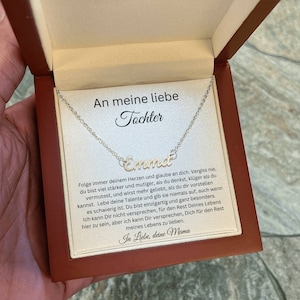 An meine liebe
Tochter
Emma
Folge immer deinem Herzen und glaube an dich. Vergiss nie,
du bist viel stärker und mutiger, als du denkst, klüger als du
vermutest, und wirst mehr geliebt, als du dir vorstellen
kannst. Lebe deine Talente und gib sie niemals auf, auch wenn
es schwierig ist. Du bist einzigartig und ganz besonders.
Ich kann Dir nicht versprechen, für den Rest Deines Lebens
hier zu sein, aber ich kann Dir versprechen, Dich für den Rest
meines Lebens zu lieben.
In Liebe, deine Mama